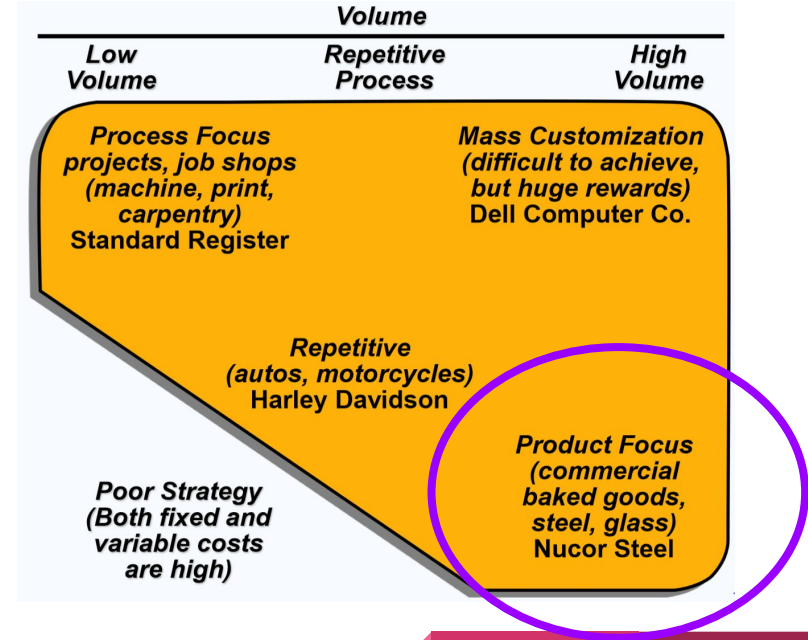 Volume
Low
Volume
Repetitive
Process
High
Volume
Process Focus
projects, job shops
(machine, print,
carpentry)
Standard Register
Mass Customization
(difficult to achieve,
but huge rewards)
Dell Computer Co.
Repetitive
(autos, motorcycles)
Harley Davidson
Product Focus
(commercial
baked goods,
steel, glass)
Nucor Steel
Poor Strategy
(Both fixed and
variable costs
are high)